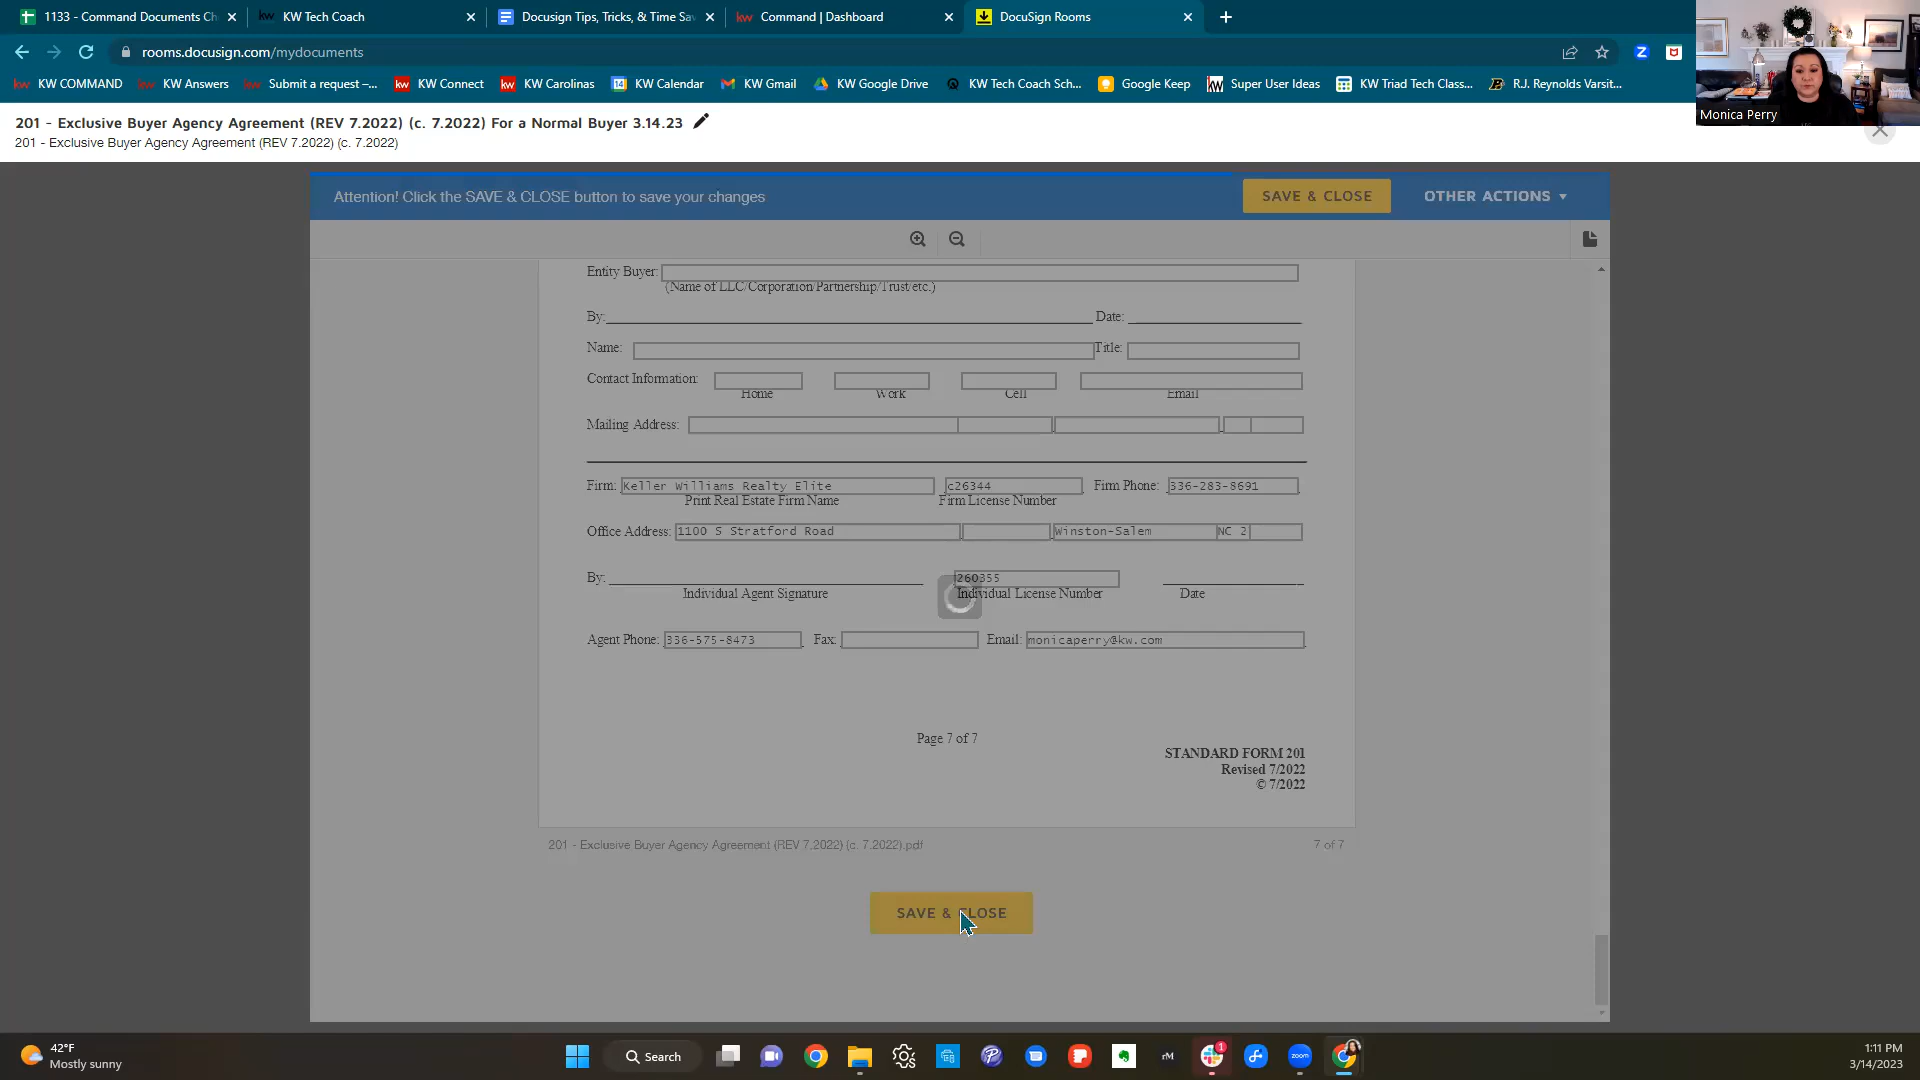 1133 - Command Documents Ch
KW Tech Coach
Docusign Tips, Tricks, & Time Sav
Command | Dashboard
DocuSign Rooms
rooms.docusign.com/mydocuments
KW COMMAND
KW Answers
Submit a request –...
KW Connect
KW Carolinas
KW Calendar
KW Gmail
KW Google Drive
KW Tech Coach Sch...
Google Keep
Super User Ideas
KW Triad Tech Class...
R.J. Reynolds Varsit...
Monica Perry
201 - Exclusive Buyer Agency Agreement (REV 7.2022) (c. 7.2022) For a Normal Buyer 3.14.23
201 - Exclusive Buyer Agency Agreement (REV 7.2022) (c. 7.2022)
Attention! Click the SAVE & CLOSE button to save your changes
SAVE & CLOSE
OTHER ACTIONS
Entity Buyer:
(Name of LLC/Corporation/Partnership/Trust/etc.)
By: Date:
Name: Title:
Contact Information:
Home Work Cell Email
Mailing Address:
Firm: Keller Williams Realty Elite c26344 Firm Phone: 336-283-8691
Print Real Estate Firm Name Firm License Number
Office Address: 1100 S Stratford Road Winston-Salem NC 2
By: 260355
Individual Agent Signature Individual License Number Date
Agent Phone: 336-575-8473 Fax: Email: monicaperry@kw.com
Page 7 of 7
STANDARD FORM 201
Revised 7/2022
© 7/2022
201 - Exclusive Buyer Agency Agreement (REV 7.2022) (c. 7.2022).pdf 7 of 7
SAVE & CLOSE
42°F
Mostly sunny
Search
rM
1
zoom
1:11 PM
3/14/2023